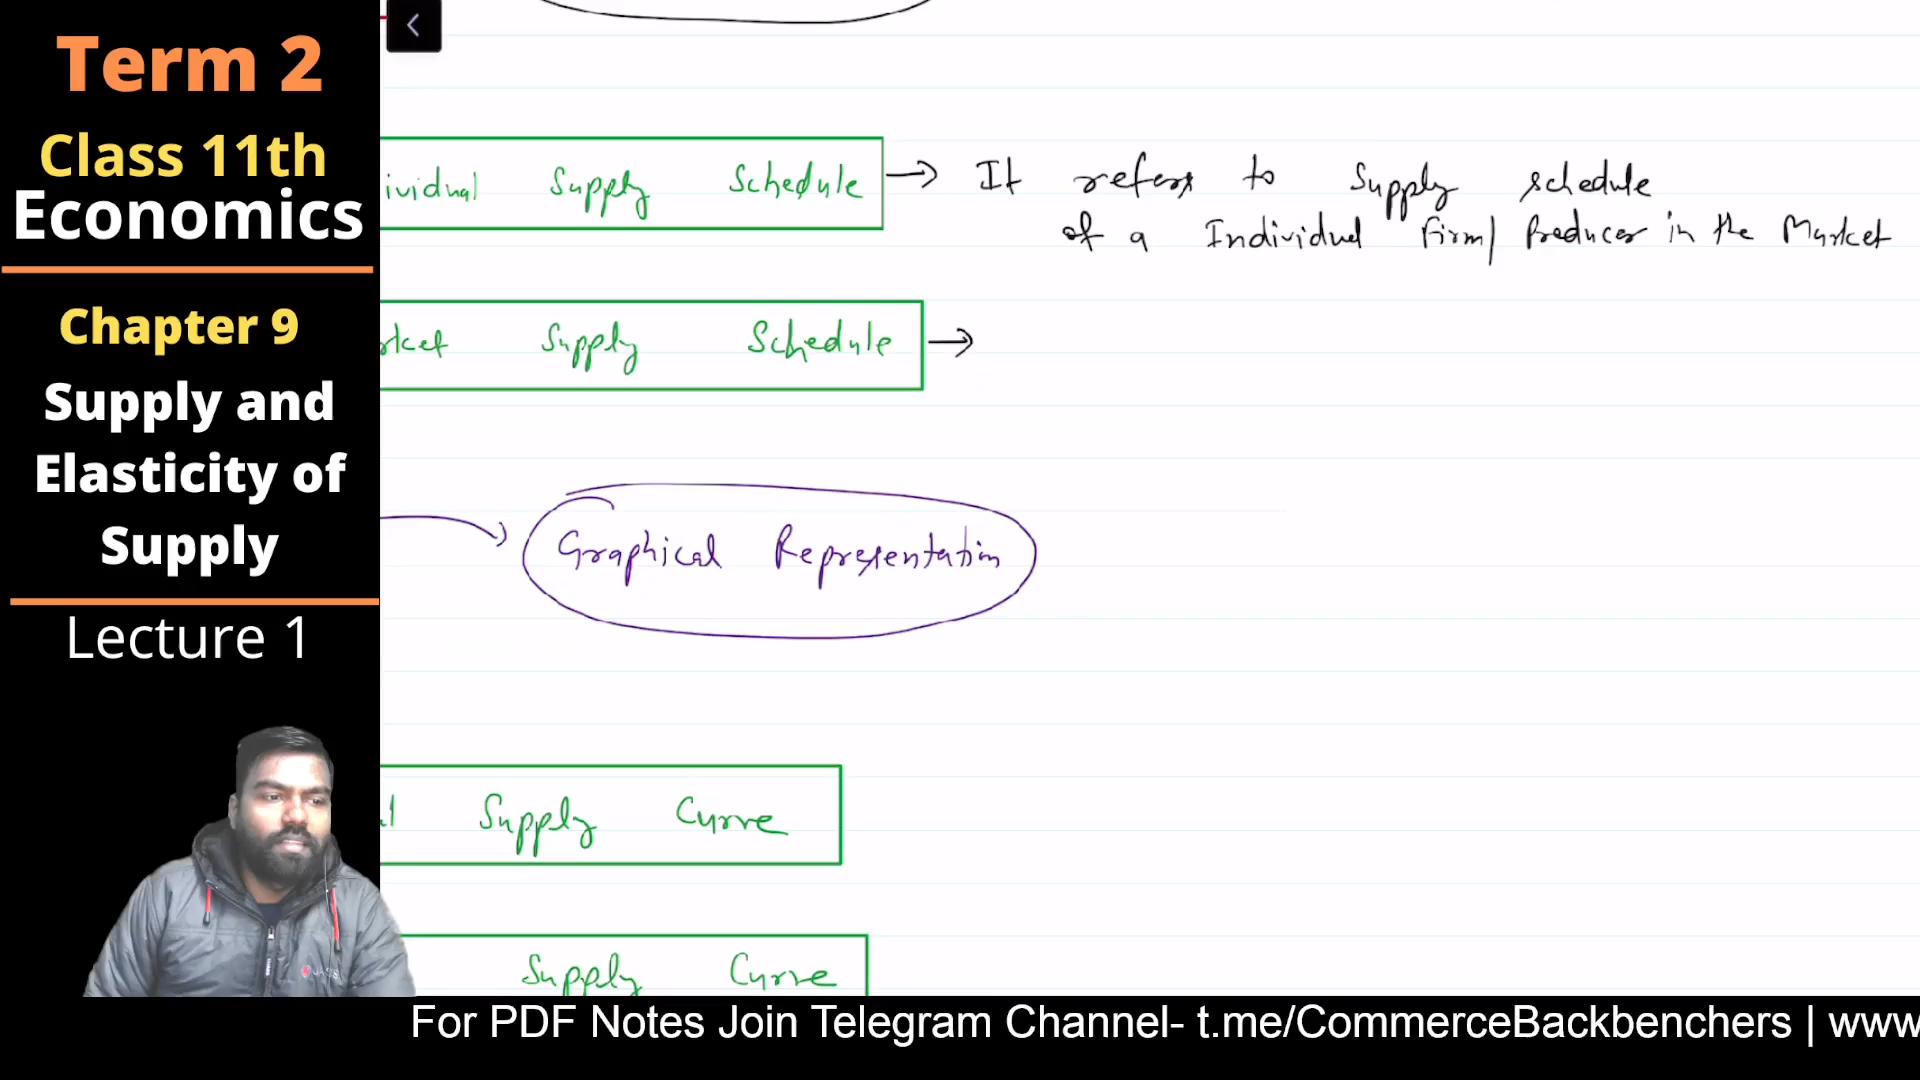 Term 2
Class 11th
Economics
Chapter 9
Supply and
Elasticity of
Supply
Lecture 1
ividual Supply Schedule → It refers to Supply schedule
of a Individual Firm/ Producer in the Market
rket Supply Schedule →
Graphical Representation
Supply Curve
Supply Curve
For PDF Notes Join Telegram Channel- t.me/CommerceBackbenchers | www